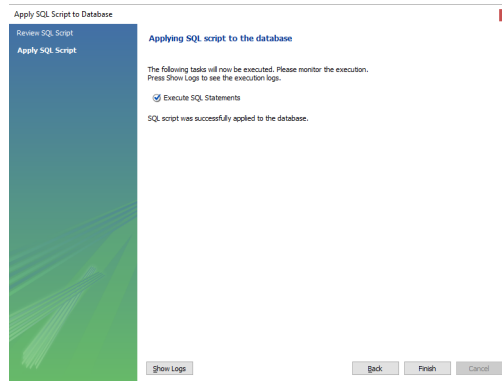 Apply SQL Script to Database
Review SQL Script
Apply SQL Script
Applying SQL script to the database
The following tasks will now be executed. Please monitor the execution.
Press Show Logs to see the execution logs.
Execute SQL Statements
SQL script was successfully applied to the database.
Show Logs
Back
Finish
Cancel